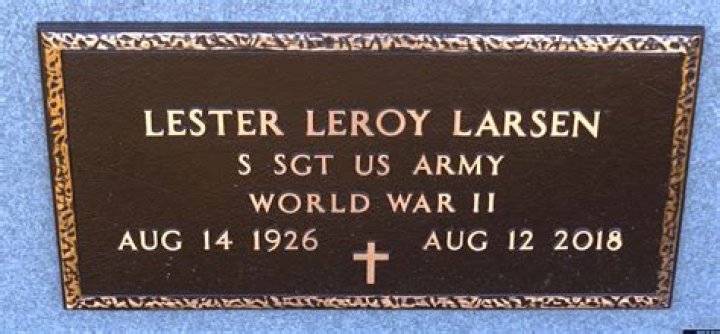 LESTER LEROY LARSEN
S SGT US ARMY
WORLD WAR II
AUG 14 1926 AUG 12 2018